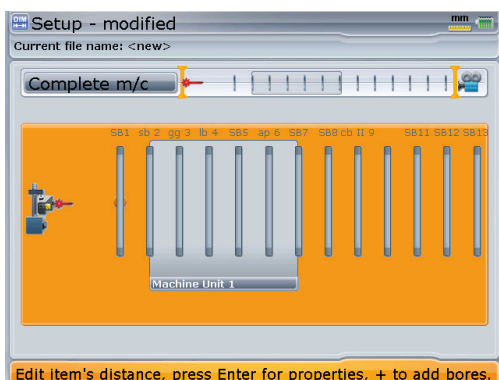 Setup - modified
mm
Current file name: <new>
Complete m/c
SB1 sb 2 gg 3 lb 4 SB5 ap 6 SB7 SB8 cb II 9 SB11 SB12 SB13
Machine Unit 1
Edit item's distance, press Enter for properties, + to add bores.